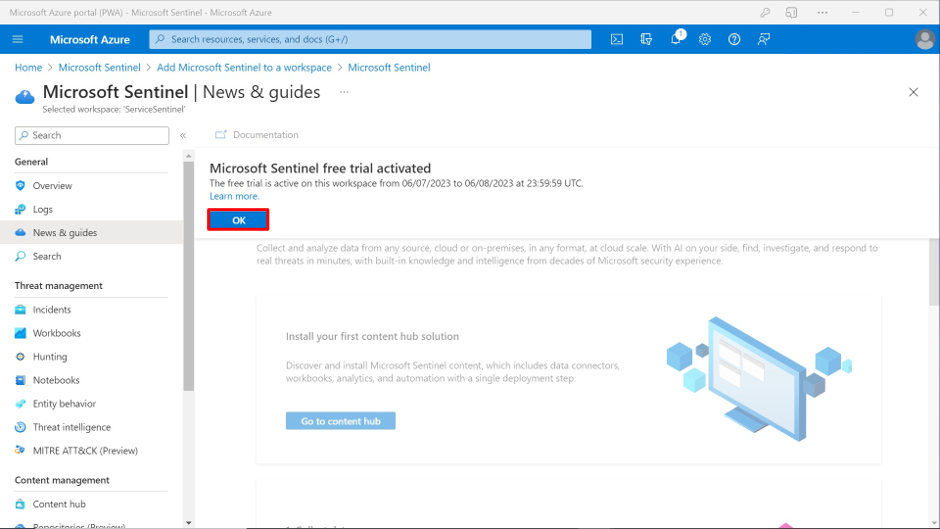 Microsoft Azure portal (PWA) - Microsoft Sentinel - Microsoft Azure
Microsoft Azure
Search resources, services, and docs (G+/)
1
Home > Microsoft Sentinel > Add Microsoft Sentinel to a workspace > Microsoft Sentinel
Microsoft Sentinel | News & guides ...
Selected workspace: 'ServiceSentinel'
Search
«
Documentation
General
Overview
Logs
News & guides
Search
Threat management
Incidents
Workbooks
Hunting
Notebooks
Entity behavior
Threat intelligence
MITRE ATT&CK (Preview)
Content management
Content hub
Repositories (Preview)
Microsoft Sentinel free trial activated
The free trial is active on this workspace from 06/07/2023 to 06/08/2023 at 23:59:59 UTC.
Learn more.
OK
Collect and analyze data from any source, cloud or on-premises, in any format, at cloud scale. With AI on your side, find, investigate, and respond to
real threats in minutes, with built-in knowledge and intelligence from decades of Microsoft security experience.
Install your first content hub solution
Discover and install Microsoft Sentinel content, which includes data connectors,
workbooks, analytics, and automation with a single deployment step.
Go to content hub